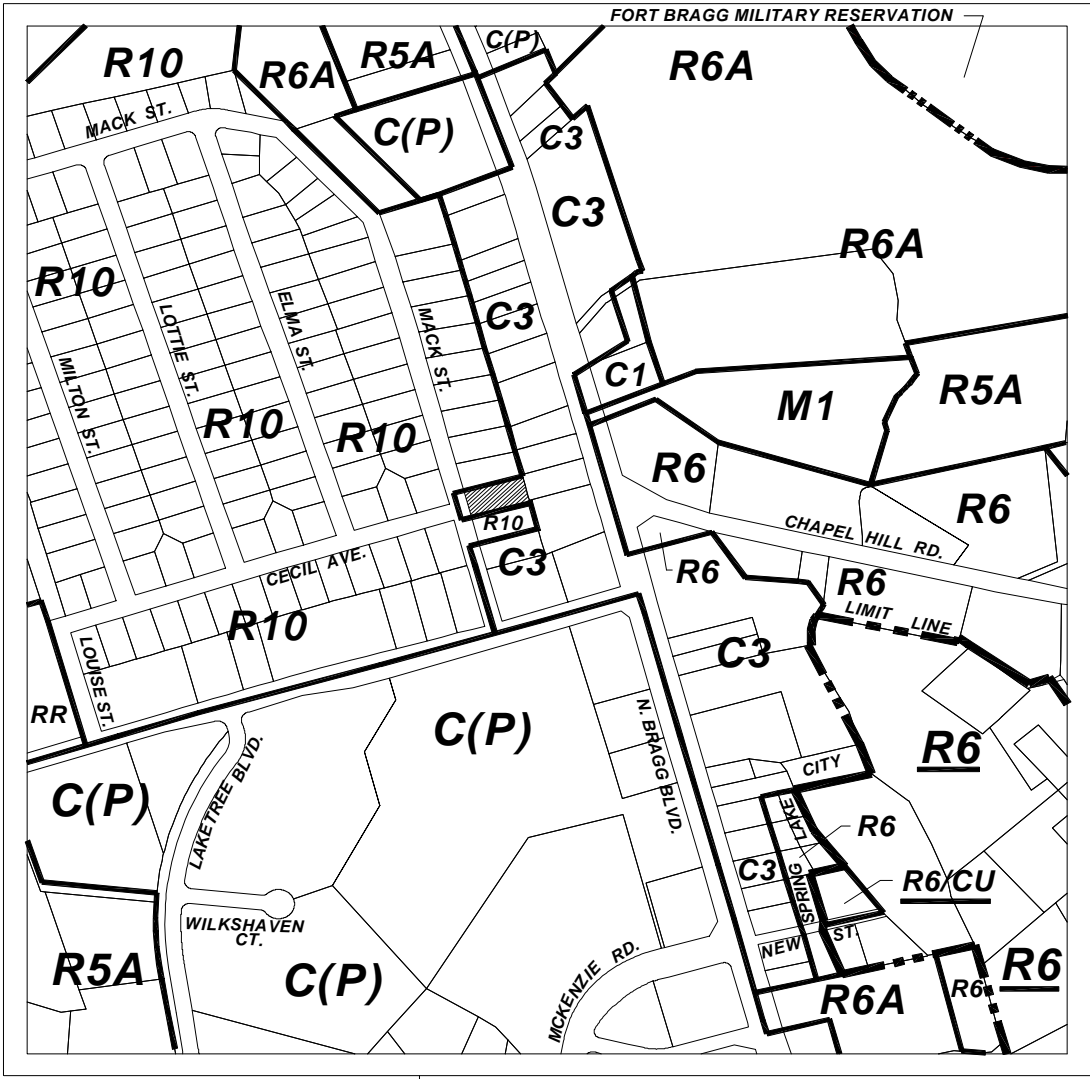 FORT BRAGG MILITARY RESERVATION
C(P)
R10
R5A
R6A
R6A
MACK ST.
C(P)
C3
C3
R6A
R10
C3
ELMA ST.
LOTTIE ST.
MACK ST.
MILTON ST.
C1
M1
R5A
R10
R10
R6
R6
R10
CHAPEL HILL RD.
C3
CECIL AVE.
R6
R6
LIMIT LINE
R10
C3
LOUISE ST.
RR
C(P)
N. BRAGG BLVD.
R6
LAKETREE BLVD.
CITY
C(P)
LAKE
R6
C3
R6/CU
SPRING
WILKSHAVEN
CT.
NEW ST.
MCKENZIE RD.
R5A
C(P)
R6A
R6
R6